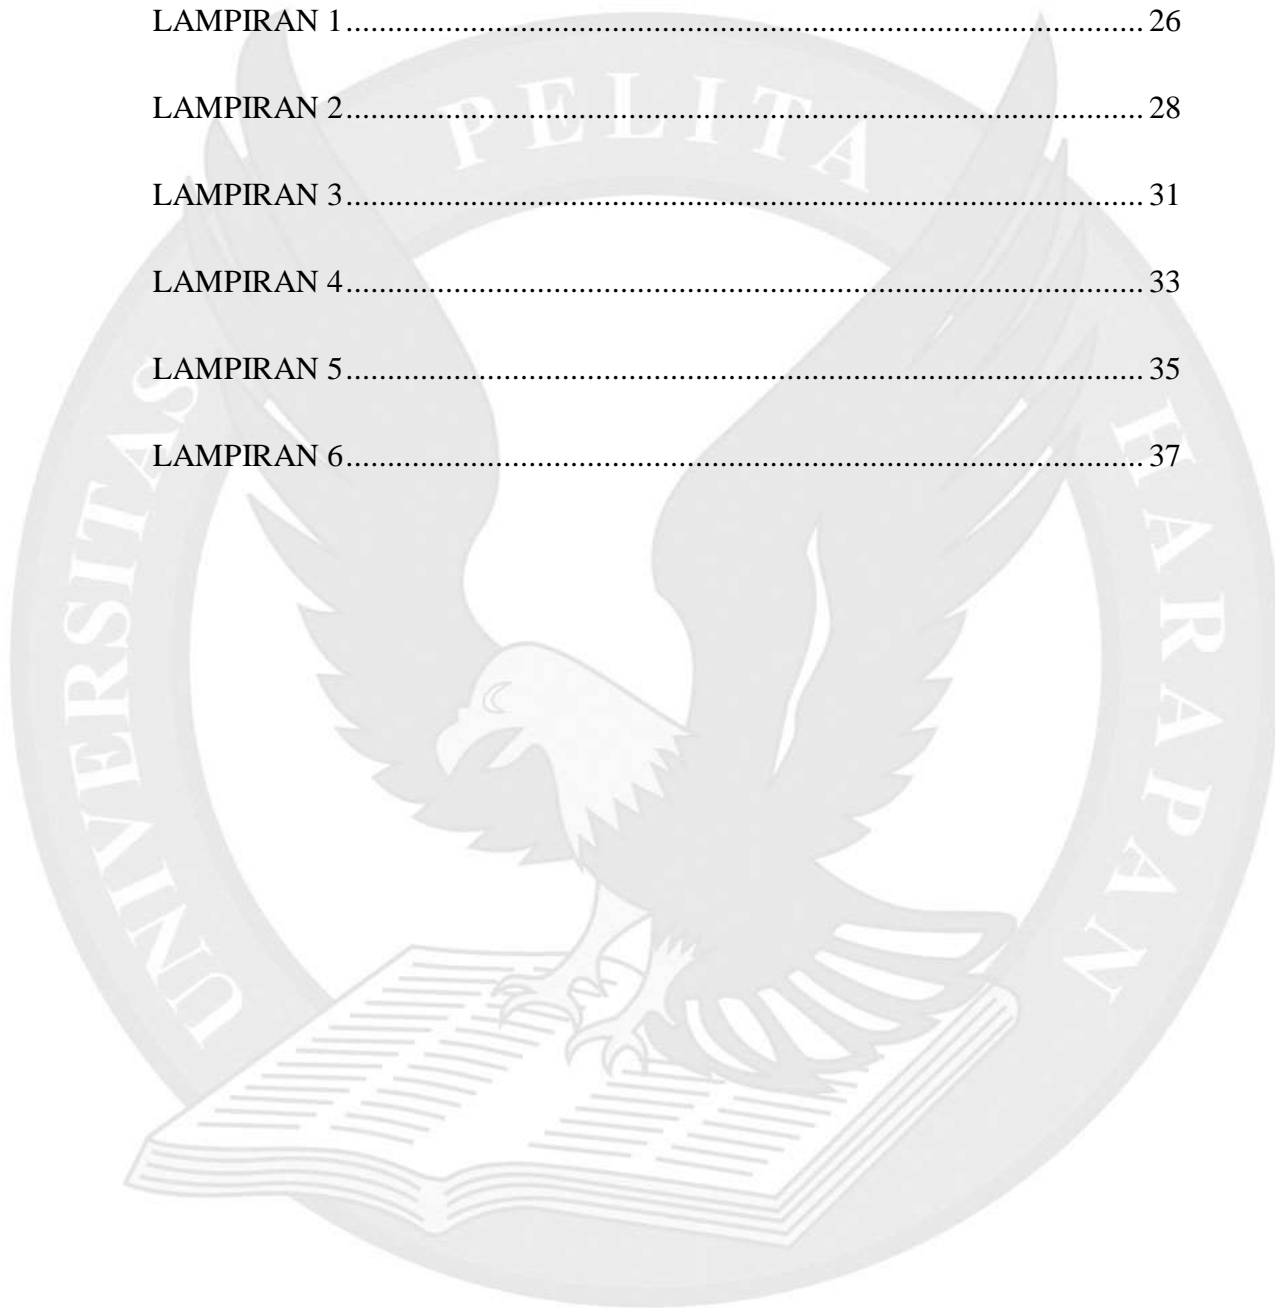 LAMPIRAN 1.......................................................................................... 26
LAMPIRAN 2.......................................................................................... 28
LAMPIRAN 3.......................................................................................... 31
LAMPIRAN 4.......................................................................................... 33
LAMPIRAN 5.......................................................................................... 35
LAMPIRAN 6.......................................................................................... 37
UNIVERSITAS PELITA HARAPAN